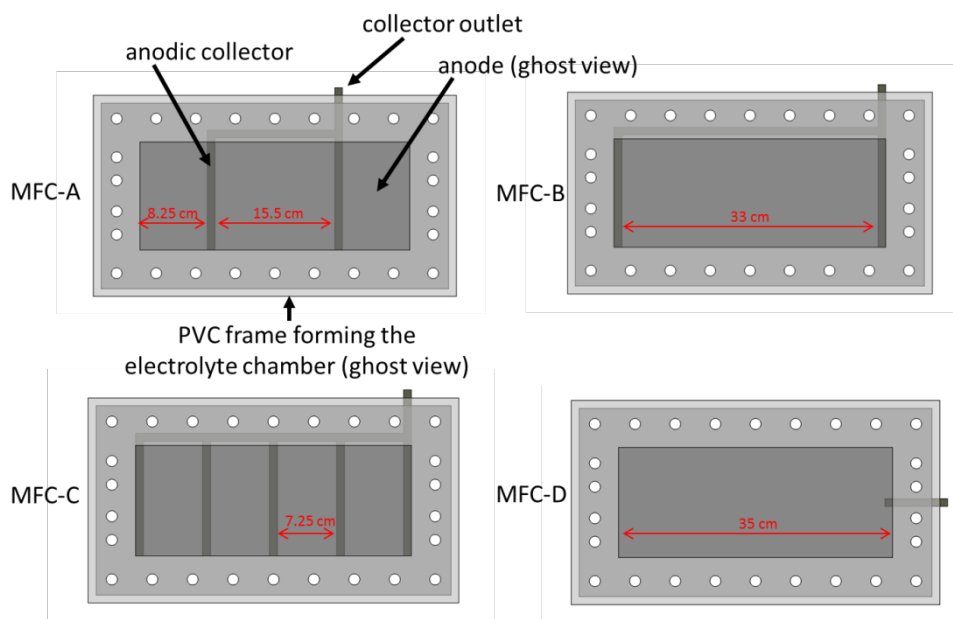 collector outlet
anodic collector
anode (ghost view)
MFC-A
8.25 cm
15.5 cm
MFC-B
33 cm
PVC frame forming the
electrolyte chamber (ghost view)
MFC-C
7.25 cm
MFC-D
35 cm